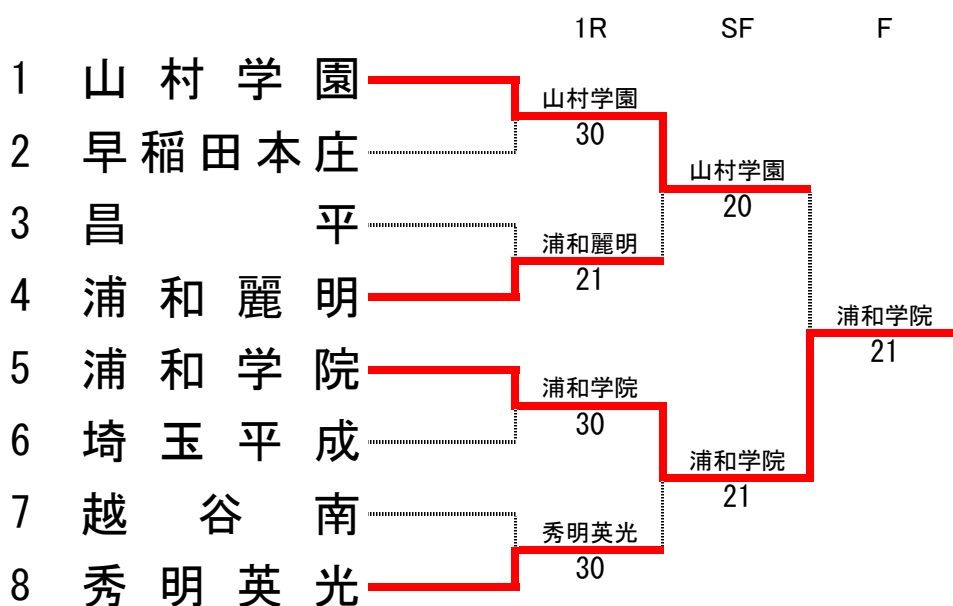 1R SF F
1 山村学園
2 早稲田本庄
3 昌平
4 浦和麗明
5 浦和学院
6 埼玉平成
7 越谷南
8 秀明英光
山村学園
30
浦和麗明
21
浦和学院
30
秀明英光
30
山村学園
20
浦和学院
21
浦和学院
21